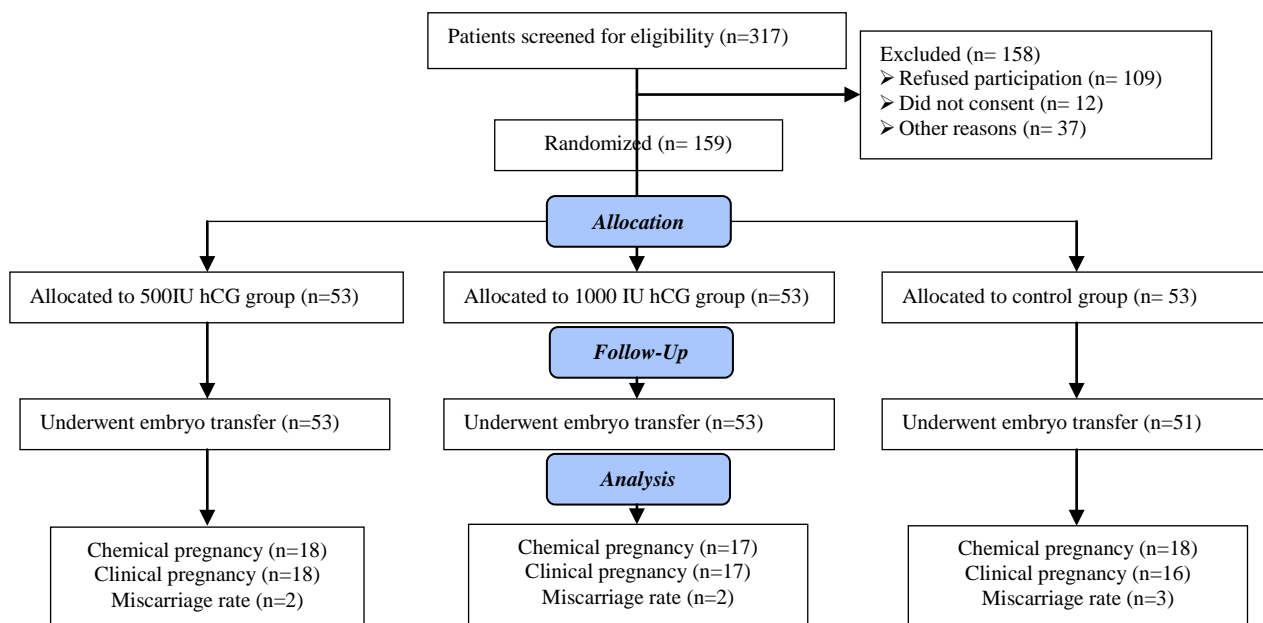 Patients screened for eligibility (n=317)
Excluded (n= 158)
➢ Refused participation (n= 109)
➢ Did not consent (n= 12)
➢ Other reasons (n= 37)
Randomized (n= 159)
Allocation
Allocated to 500IU hCG group (n=53)
Allocated to 1000 IU hCG group (n=53)
Allocated to control group (n= 53)
Follow-Up
Underwent embryo transfer (n=53)
Underwent embryo transfer (n=53)
Underwent embryo transfer (n=51)
Analysis
Chemical pregnancy (n=18)
Clinical pregnancy (n=18)
Miscarriage rate (n=2)
Chemical pregnancy (n=17)
Clinical pregnancy (n=17)
Miscarriage rate (n=2)
Chemical pregnancy (n=18)
Clinical pregnancy (n=16)
Miscarriage rate (n=3)